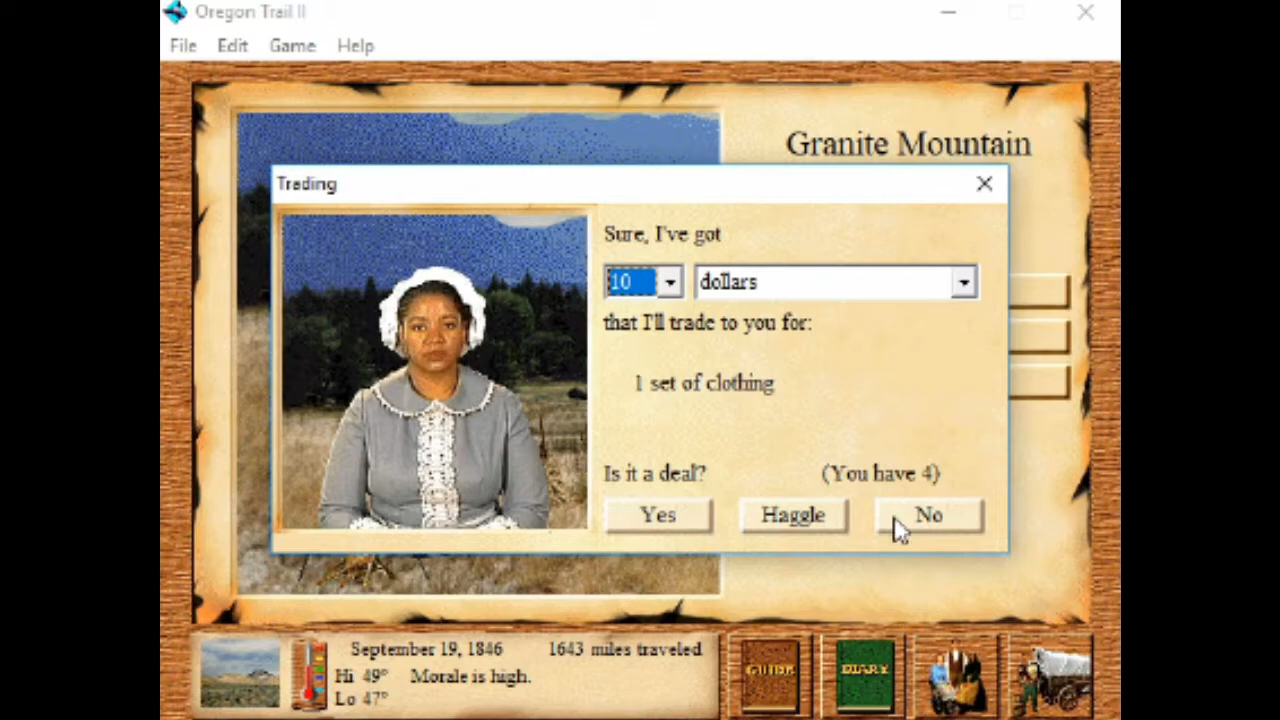 Oregon Trail II
File Edit Game Help
Granite Mountain
Trading
Sure, I've got
10 dollars
that I'll trade to you for:
1 set of clothing
Is it a deal? (You have 4)
Yes Haggle No
September 19, 1846 1643 miles traveled
Hi 49° Morale is high.
Lo 47°
GUIDE DIARY